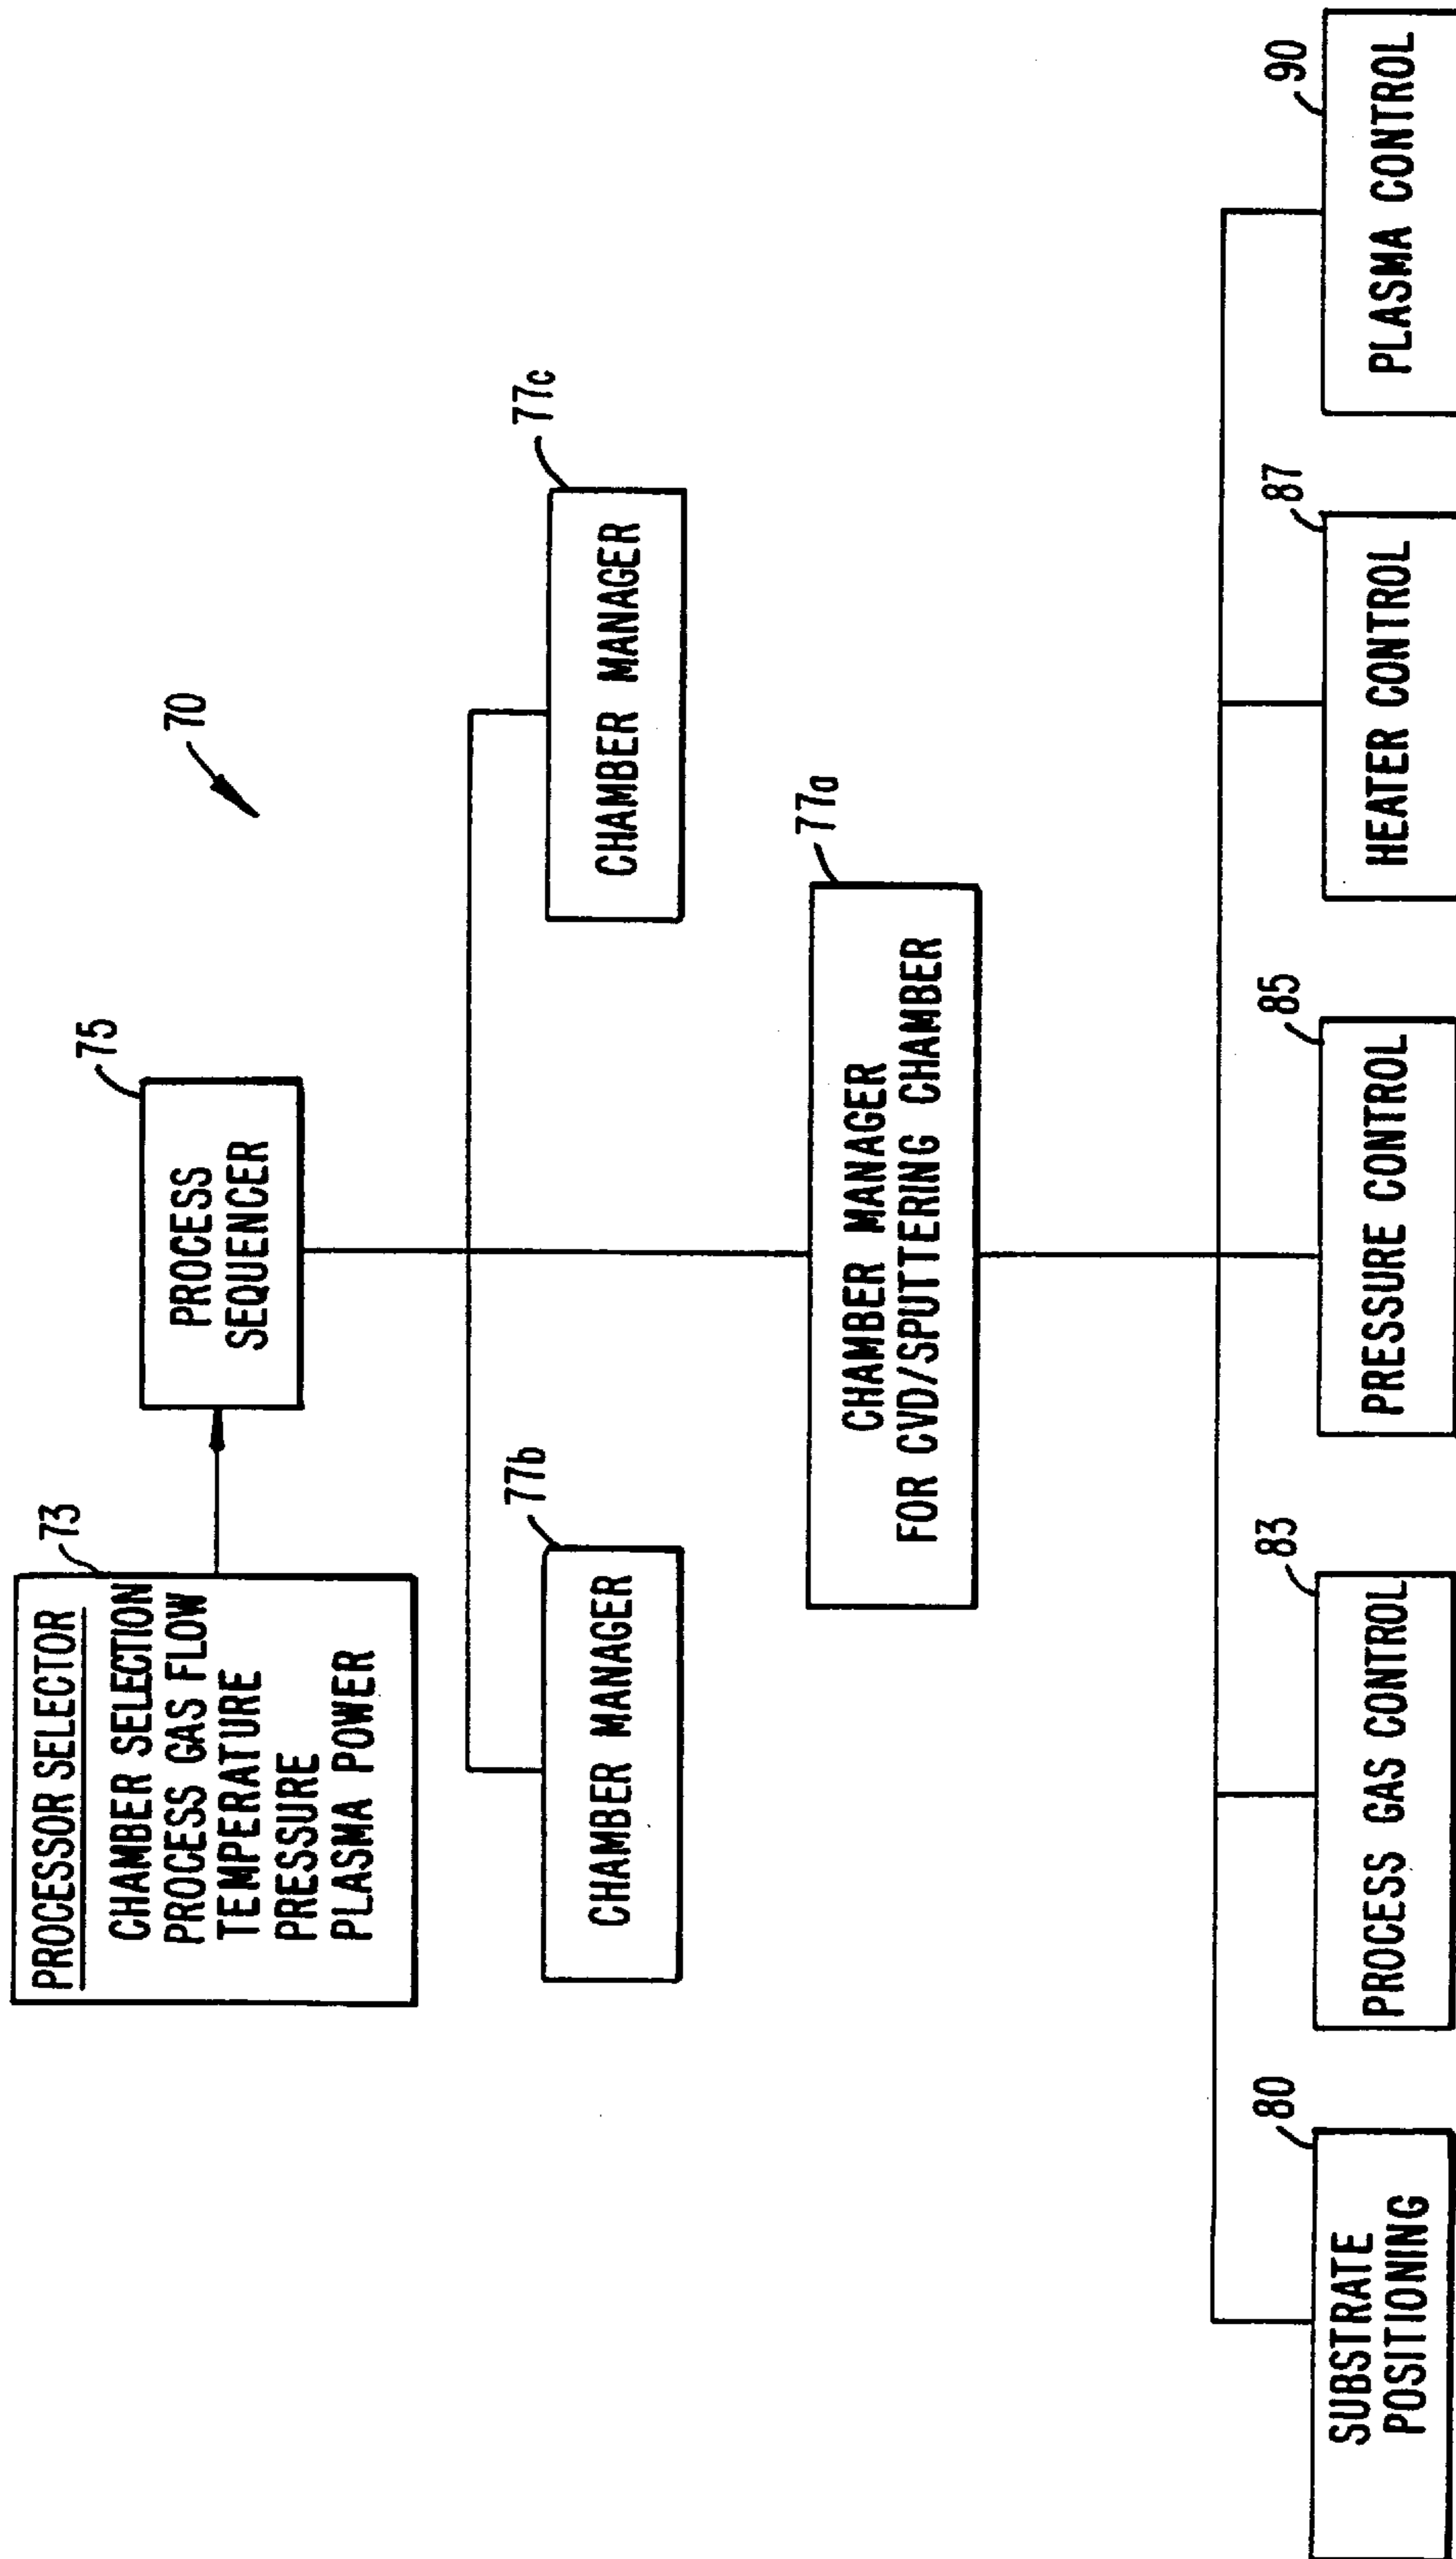 70
73
PROCESSOR SELECTOR
CHAMBER SELECTION
PROCESS GAS FLOW
TEMPERATURE
PRESSURE
PLASMA POWER
75
PROCESS
SEQUENCER
77b
CHAMBER MANAGER
77c
CHAMBER MANAGER
77a
CHAMBER MANAGER
FOR CVD/SPUTTERING CHAMBER
80
SUBSTRATE
POSITIONING
83
PROCESS GAS CONTROL
85
PRESSURE CONTROL
87
HEATER CONTROL
90
PLASMA CONTROL